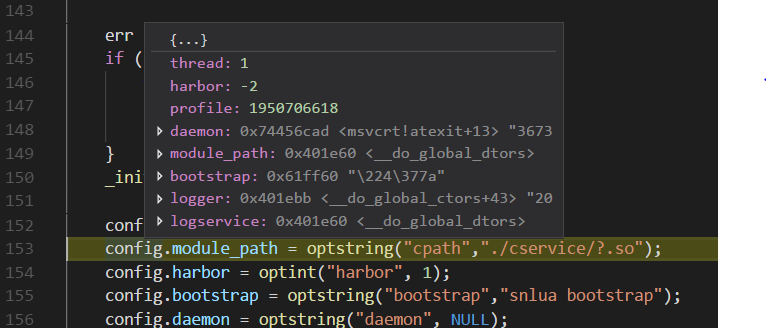 143
144 err
{...}
145 if (
thread: 1
146
harbor: -2
147
profile: 1950706618
148
daemon: 0x74456cad <msvcrt!atexit+13> "3673
149 }
module_path: 0x401e60 <__do_global_dtors>
150 _ini
bootstrap: 0x61ff60 "\224\377a"
151
logger: 0x401ebb <__do_global_ctors+43> "20
152 conf
logservice: 0x401e60 <__do_global_dtors>
153 config.module_path = optstring("cpath","./cservice/?.so");
154 config.harbor = optint("harbor", 1);
155 config.bootstrap = optstring("bootstrap","snlua bootstrap");
156 config.daemon = optstring("daemon", NULL);